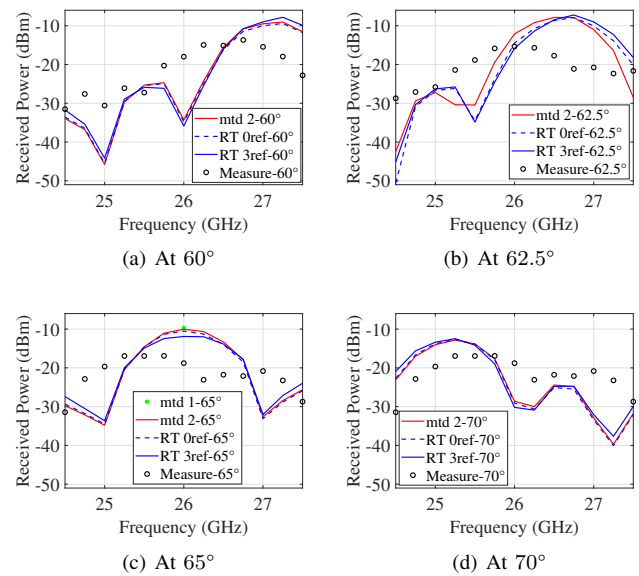 -10
-20
-30
-40
-50
Received Power (dBm)
25
26
27
Frequency (GHz)
mtd 2-60°
RT 0ref-60°
RT 3ref-60°
Measure-60°
(a) At 60°
-10
-20
-30
-40
-50
Received Power (dBm)
25
26
27
Frequency (GHz)
mtd 2-62.5°
RT 0ref-62.5°
RT 3ref-62.5°
Measure-62.5°
(b) At 62.5°
-10
-20
-30
-40
-50
Received Power (dBm)
25
26
27
Frequency (GHz)
mtd 1-65°
mtd 2-65°
RT 0ref-65°
RT 3ref-65°
Measure-65°
(c) At 65°
-10
-20
-30
-40
-50
Received Power (dBm)
25
26
27
Frequency (GHz)
mtd 2-70°
RT 0ref-70°
RT 3ref-70°
Measure-70°
(d) At 70°